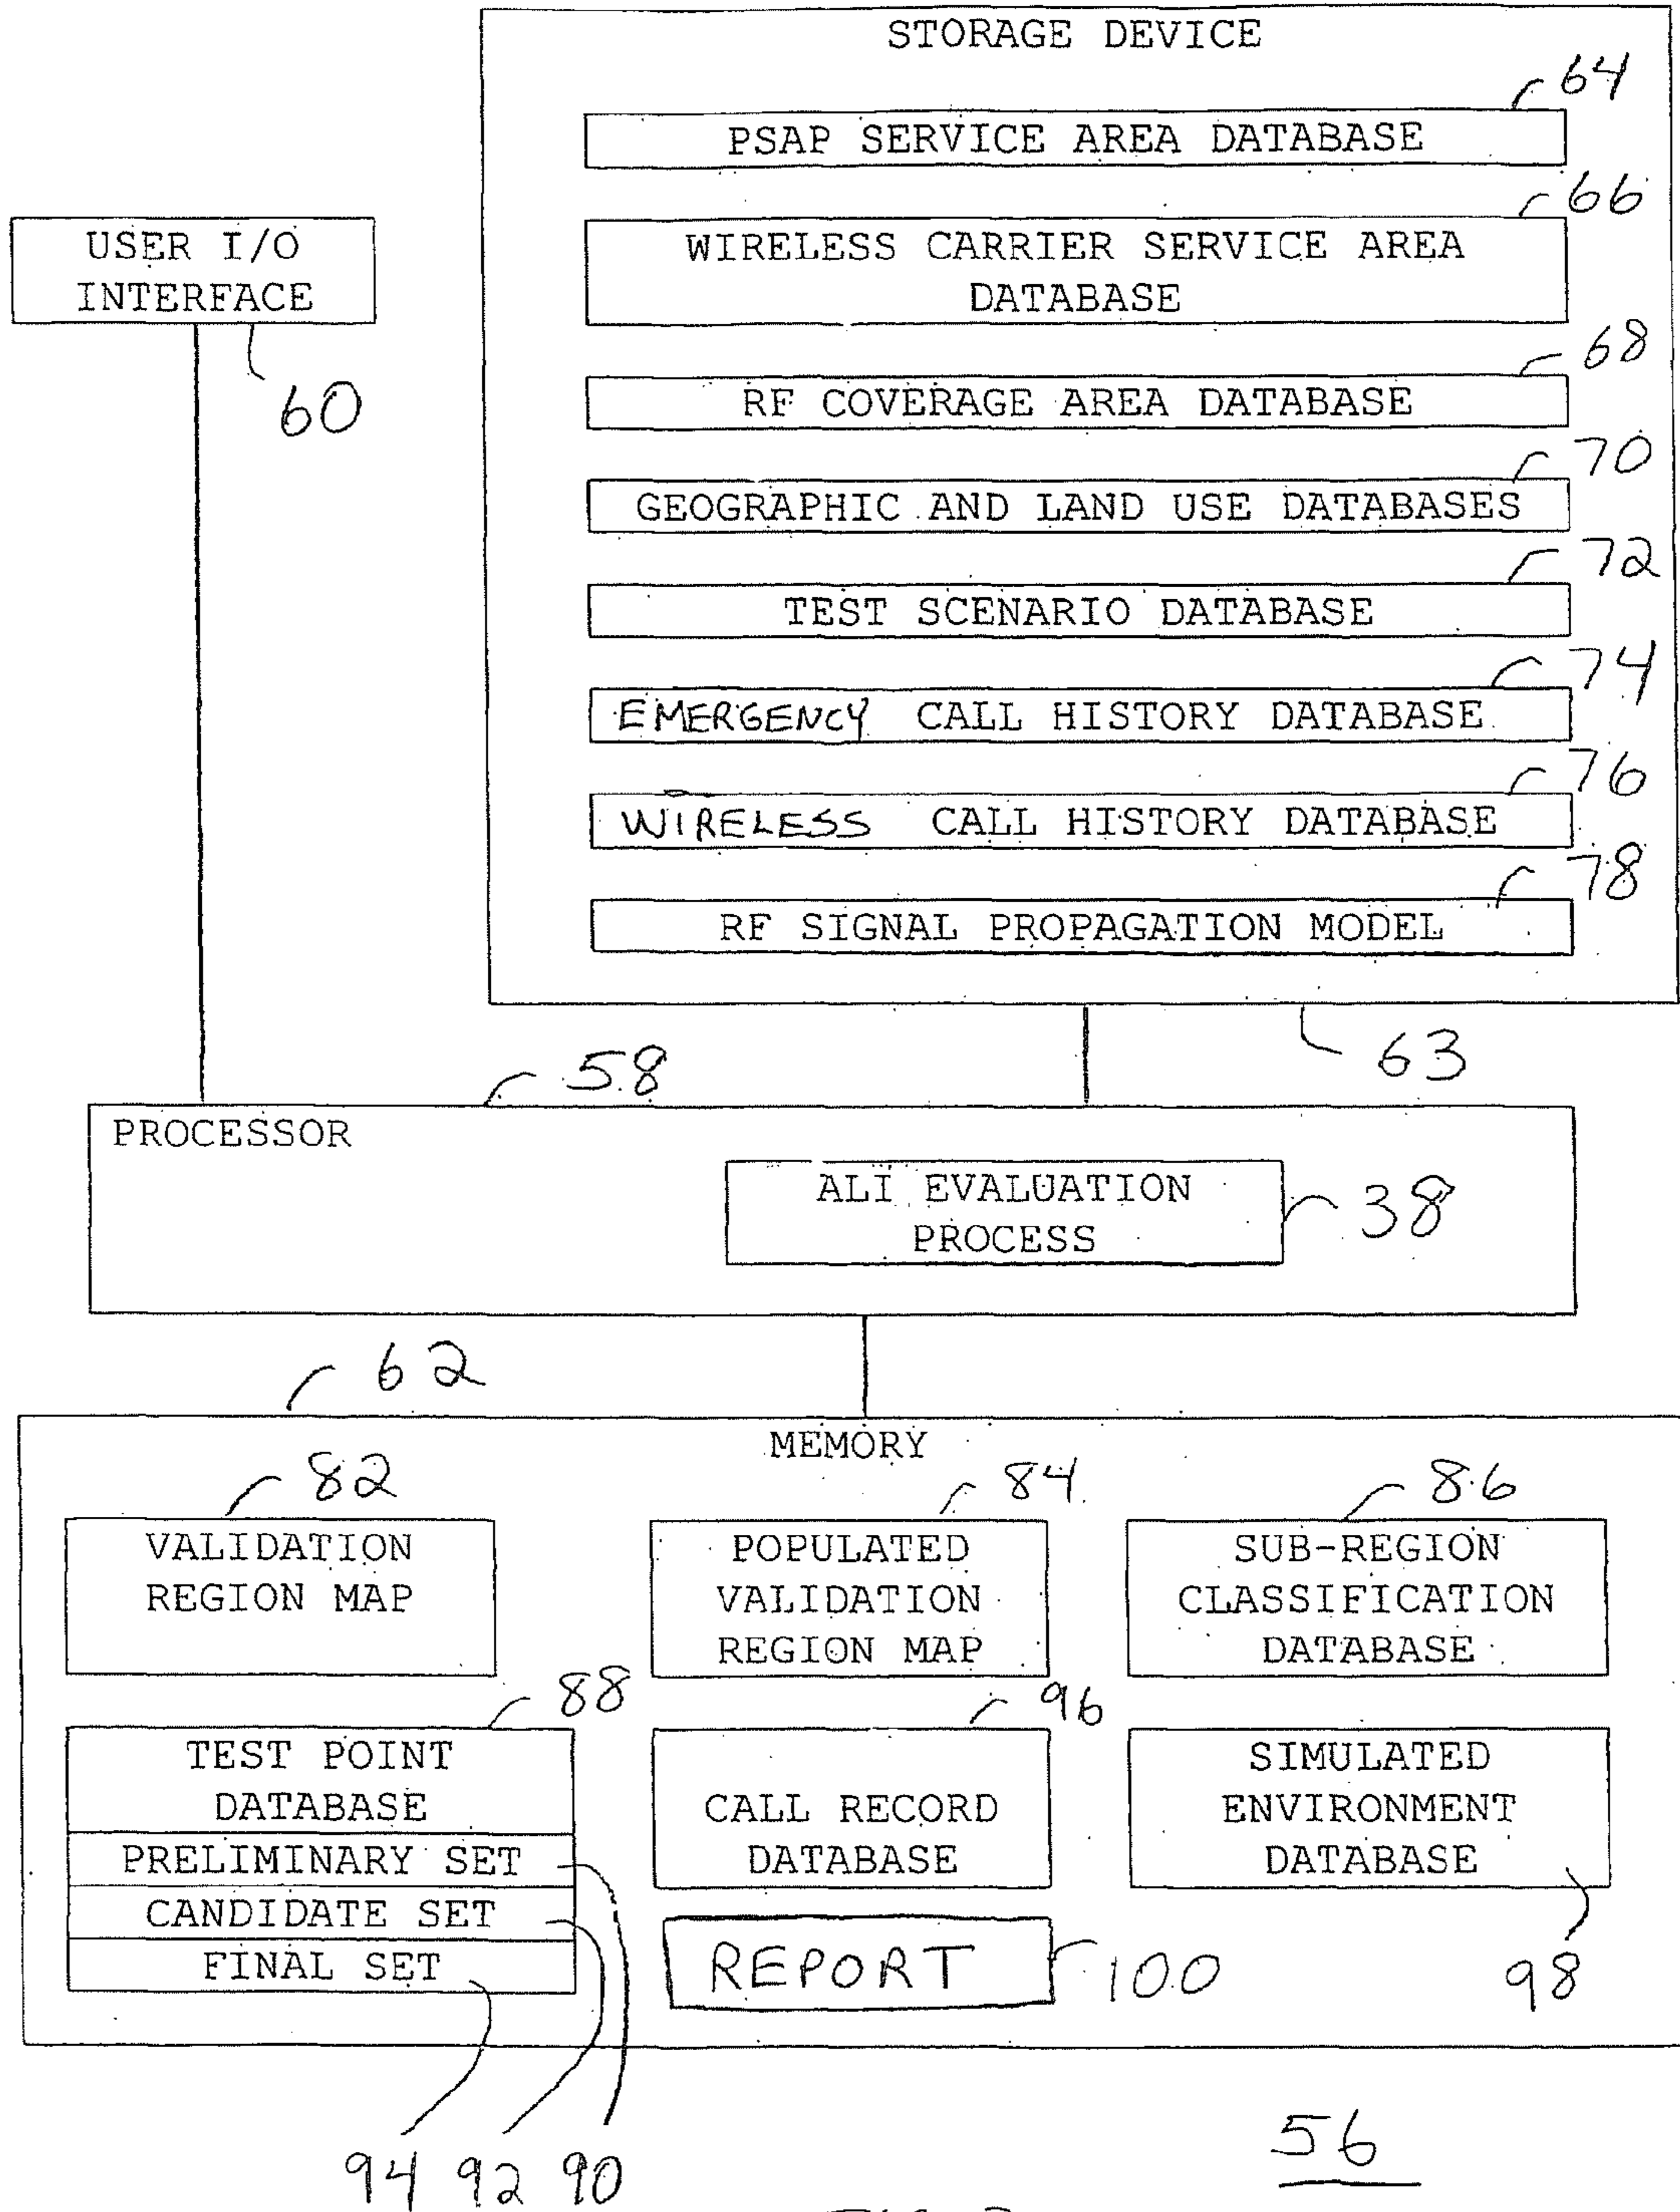 STORAGE DEVICE
64
PSAP SERVICE AREA DATABASE
66
WIRELESS CARRIER SERVICE AREA
DATABASE
USER I/O
INTERFACE
60
68
RF COVERAGE AREA DATABASE
70
GEOGRAPHIC AND LAND USE DATABASES
72
TEST SCENARIO DATABASE
74
EMERGENCY CALL HISTORY DATABASE
76
WIRELESS CALL HISTORY DATABASE
78
RF SIGNAL PROPAGATION MODEL
63
58
PROCESSOR
ALI EVALUATION
PROCESS
38
62
MEMORY
82
VALIDATION
REGION MAP
84
POPULATED
VALIDATION
REGION MAP
86
SUB-REGION
CLASSIFICATION
DATABASE
88
TEST POINT
DATABASE
PRELIMINARY SET
CANDIDATE SET
FINAL SET
96
CALL RECORD
DATABASE
SIMULATED
ENVIRONMENT
DATABASE
REPORT
100
98
94 92 90
56